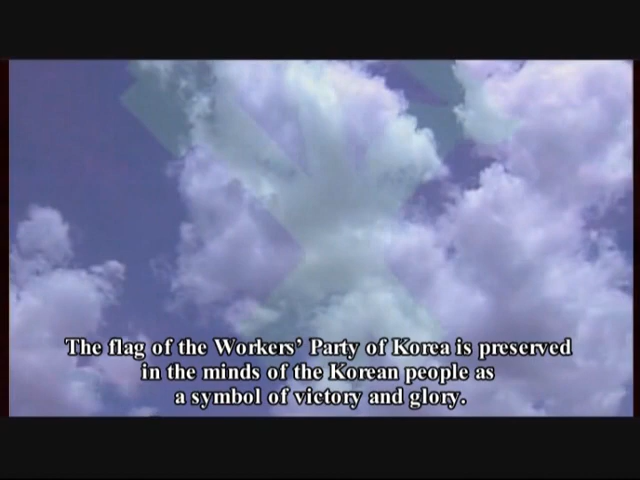 The flag of the Workers’ Party of Korea is preserved
in the minds of the Korean people as
a symbol of victory and glory.